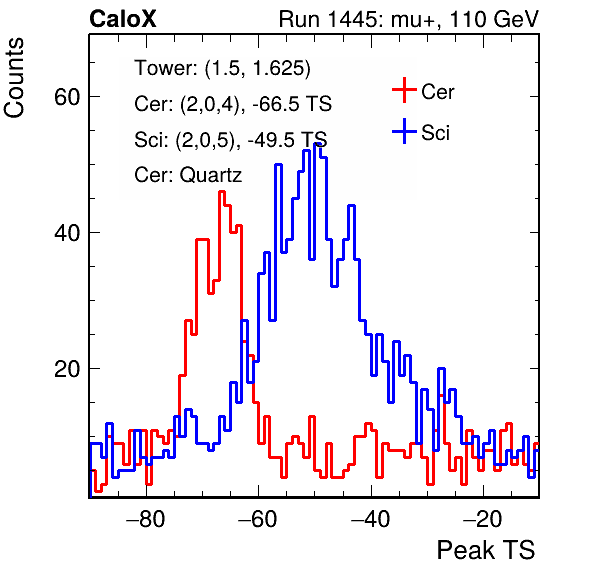 CaloX Run 1445: mu+, 110 GeV
Counts
Tower: (1.5, 1.625)
Cer: (2,0,4), -66.5 TS
Sci: (2,0,5), -49.5 TS
Cer: Quartz
Cer
Sci
60
40
20
−80 −60 −40 −20
Peak TS